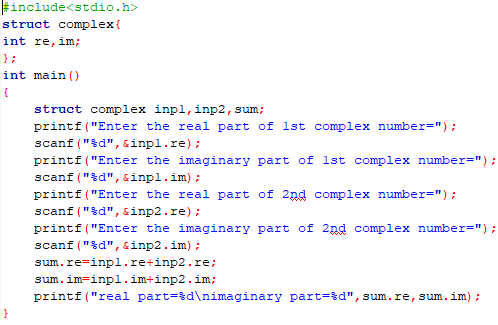 #include<stdio.h>
struct complex{
int re,im;
};
int main()
{
    struct complex inp1,inp2,sum;
    printf("Enter the real part of 1st complex number=");
    scanf("%d",&inp1.re);
    printf("Enter the imaginary part of 1st complex number=");
    scanf("%d",&inp1.im);
    printf("Enter the real part of 2nd complex number=");
    scanf("%d",&inp2.re);
    printf("Enter the imaginary part of 2nd complex number=");
    scanf("%d",&inp2.im);
    sum.re=inp1.re+inp2.re;
    sum.im=inp1.im+inp2.im;
    printf("real part=%d\nimaginary part=%d",sum.re,sum.im);
}